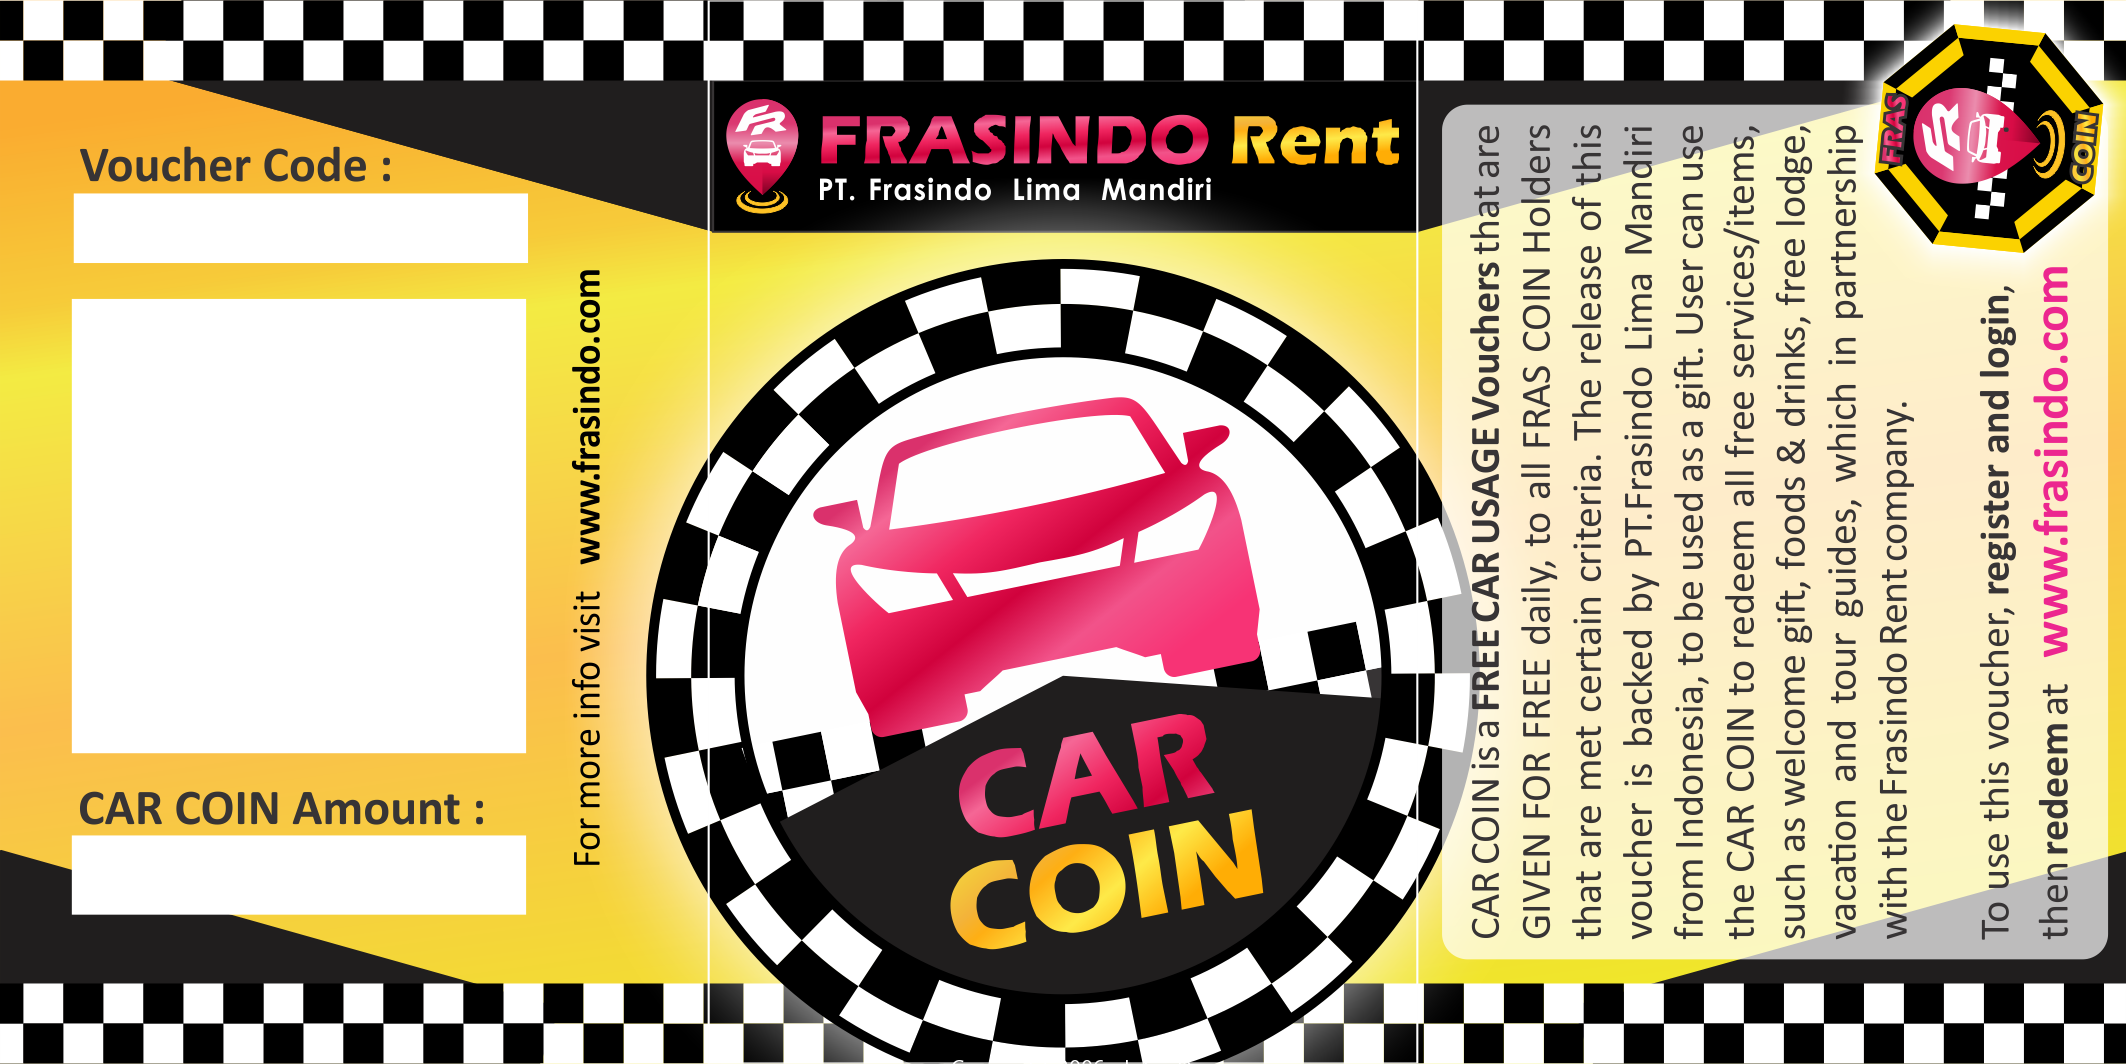 Voucher Code :
CAR COIN Amount :
For more info visit www.frasindo.com
FR
FRASINDO Rent
PT. Frasindo Lima Mandiri
CAR
COIN
CAR COIN is a FREE CAR USAGE Vouchers that are
GIVEN FOR FREE daily, to all FRAS COIN Holders
that are met certain criteria. The release of this
voucher is backed by PT.Frasindo Lima Mandiri
from Indonesia, to be used as a gift. User can use
the CAR COIN to redeem all free services/items,
such as welcome gift, foods & drinks, free lodge,
vacation and tour guides, which in partnership
with the Frasindo Rent company.
To use this voucher, register and login,
then redeem at www.frasindo.com
FRAS
FR
COIN